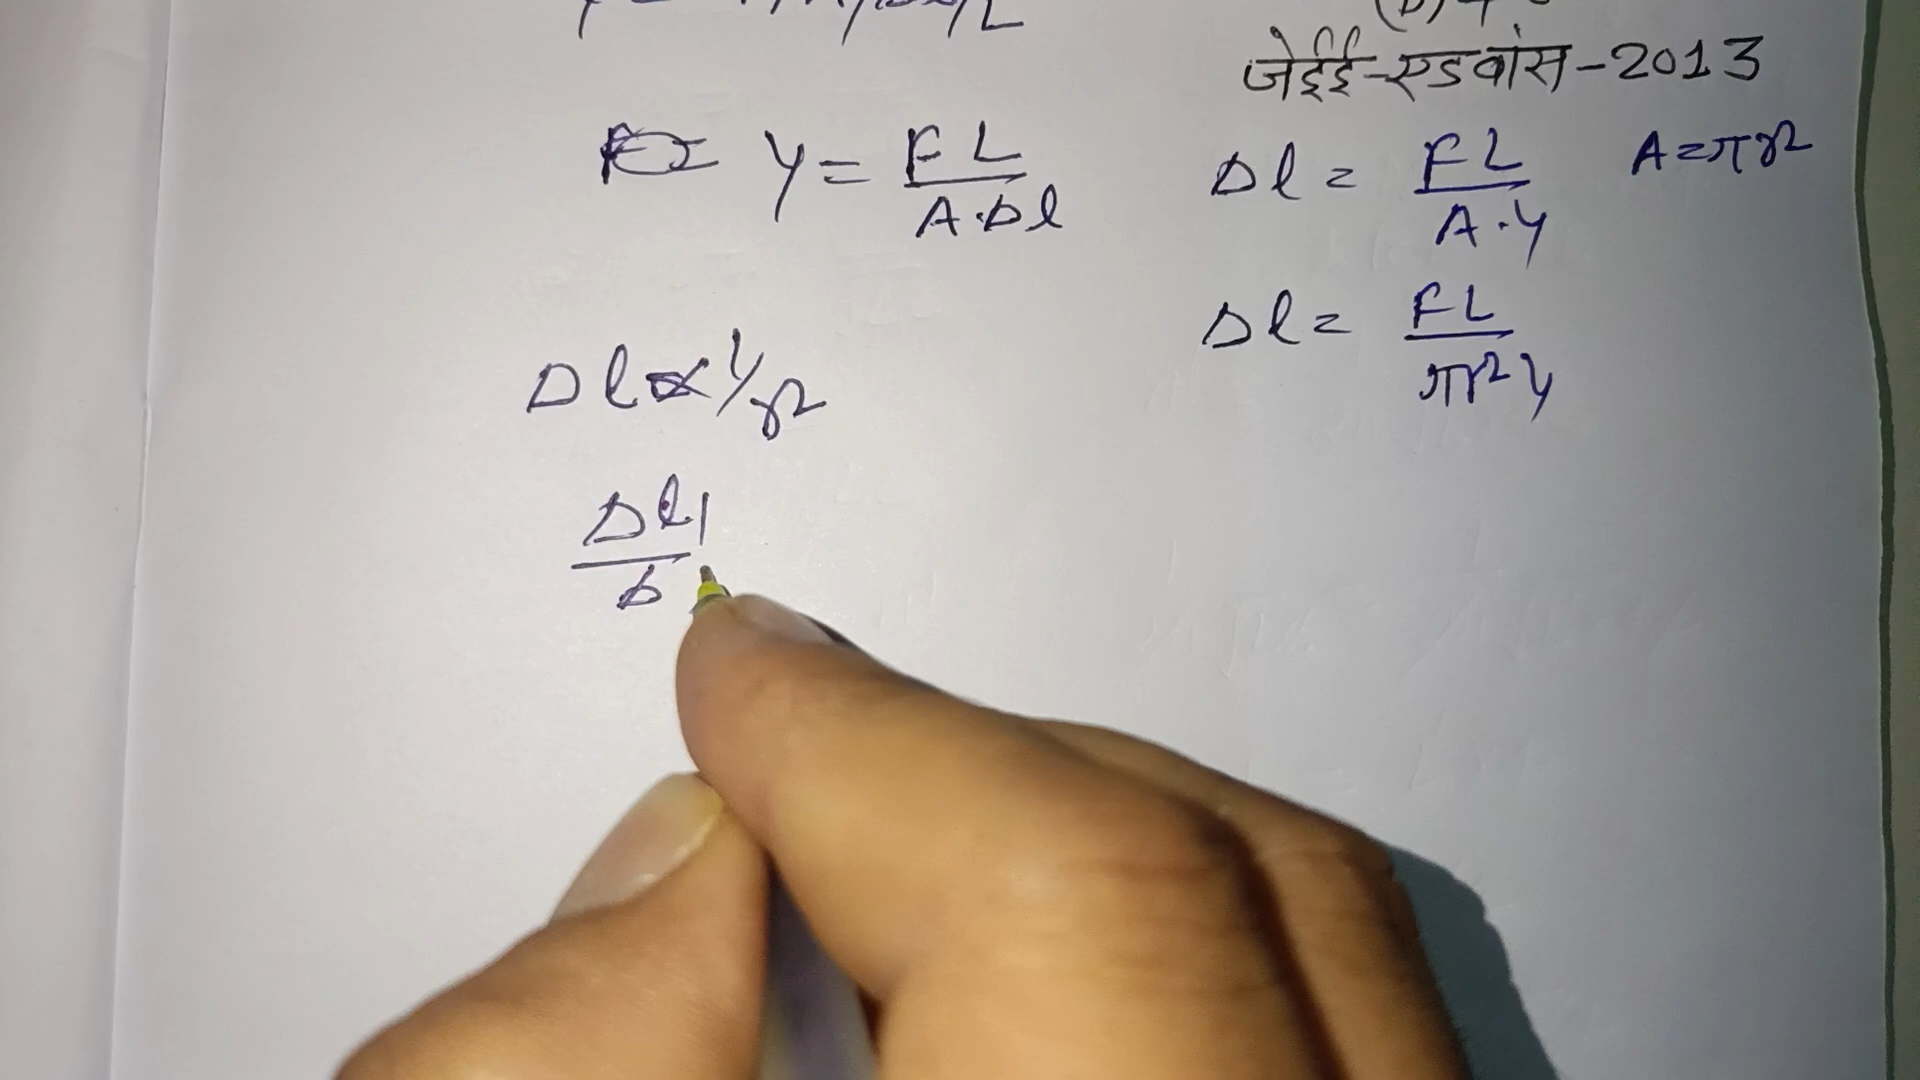 जेईई-एडवांस-2013
Y = FL / A·Δl
Δl = FL / A·Y
A=πr²
Δl = FL / πr²Y
Δl ∝ 1/r²
Δl1